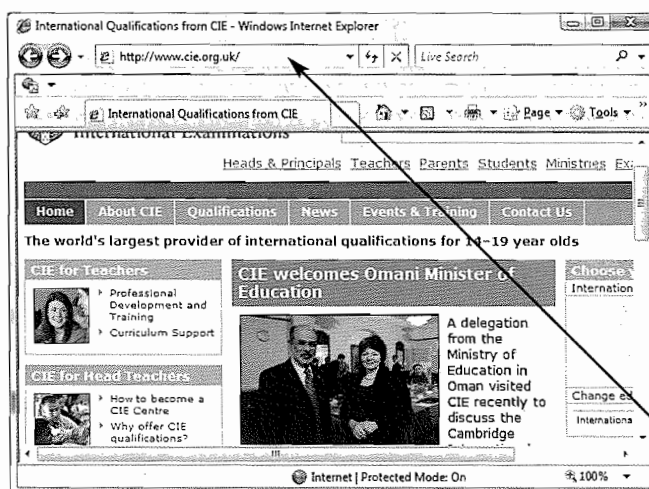 International Qualifications from CIE - Windows Internet Explorer
http://www.cie.org.uk/
Live Search
International Qualifications from CIE
Page
Tools
International Examinations
Heads & Principals Teachers Parents Students Ministries
Home About CIE Qualifications News Events & Training Contact Us
The world's largest provider of international qualifications for 14–19 year olds
CIE for Teachers
Professional
Development and
Training
Curriculum Support
CIE for Head Teachers
How to become a
CIE Centre
Why offer CIE
qualifications?
CIE welcomes Omani Minister of
Education
A delegation
from the
Ministry of
Education in
Oman visited
CIE recently to
discuss the
Cambridge
Choose
Internation
Change ed
Internationa
Internet | Protected Mode: On
100%